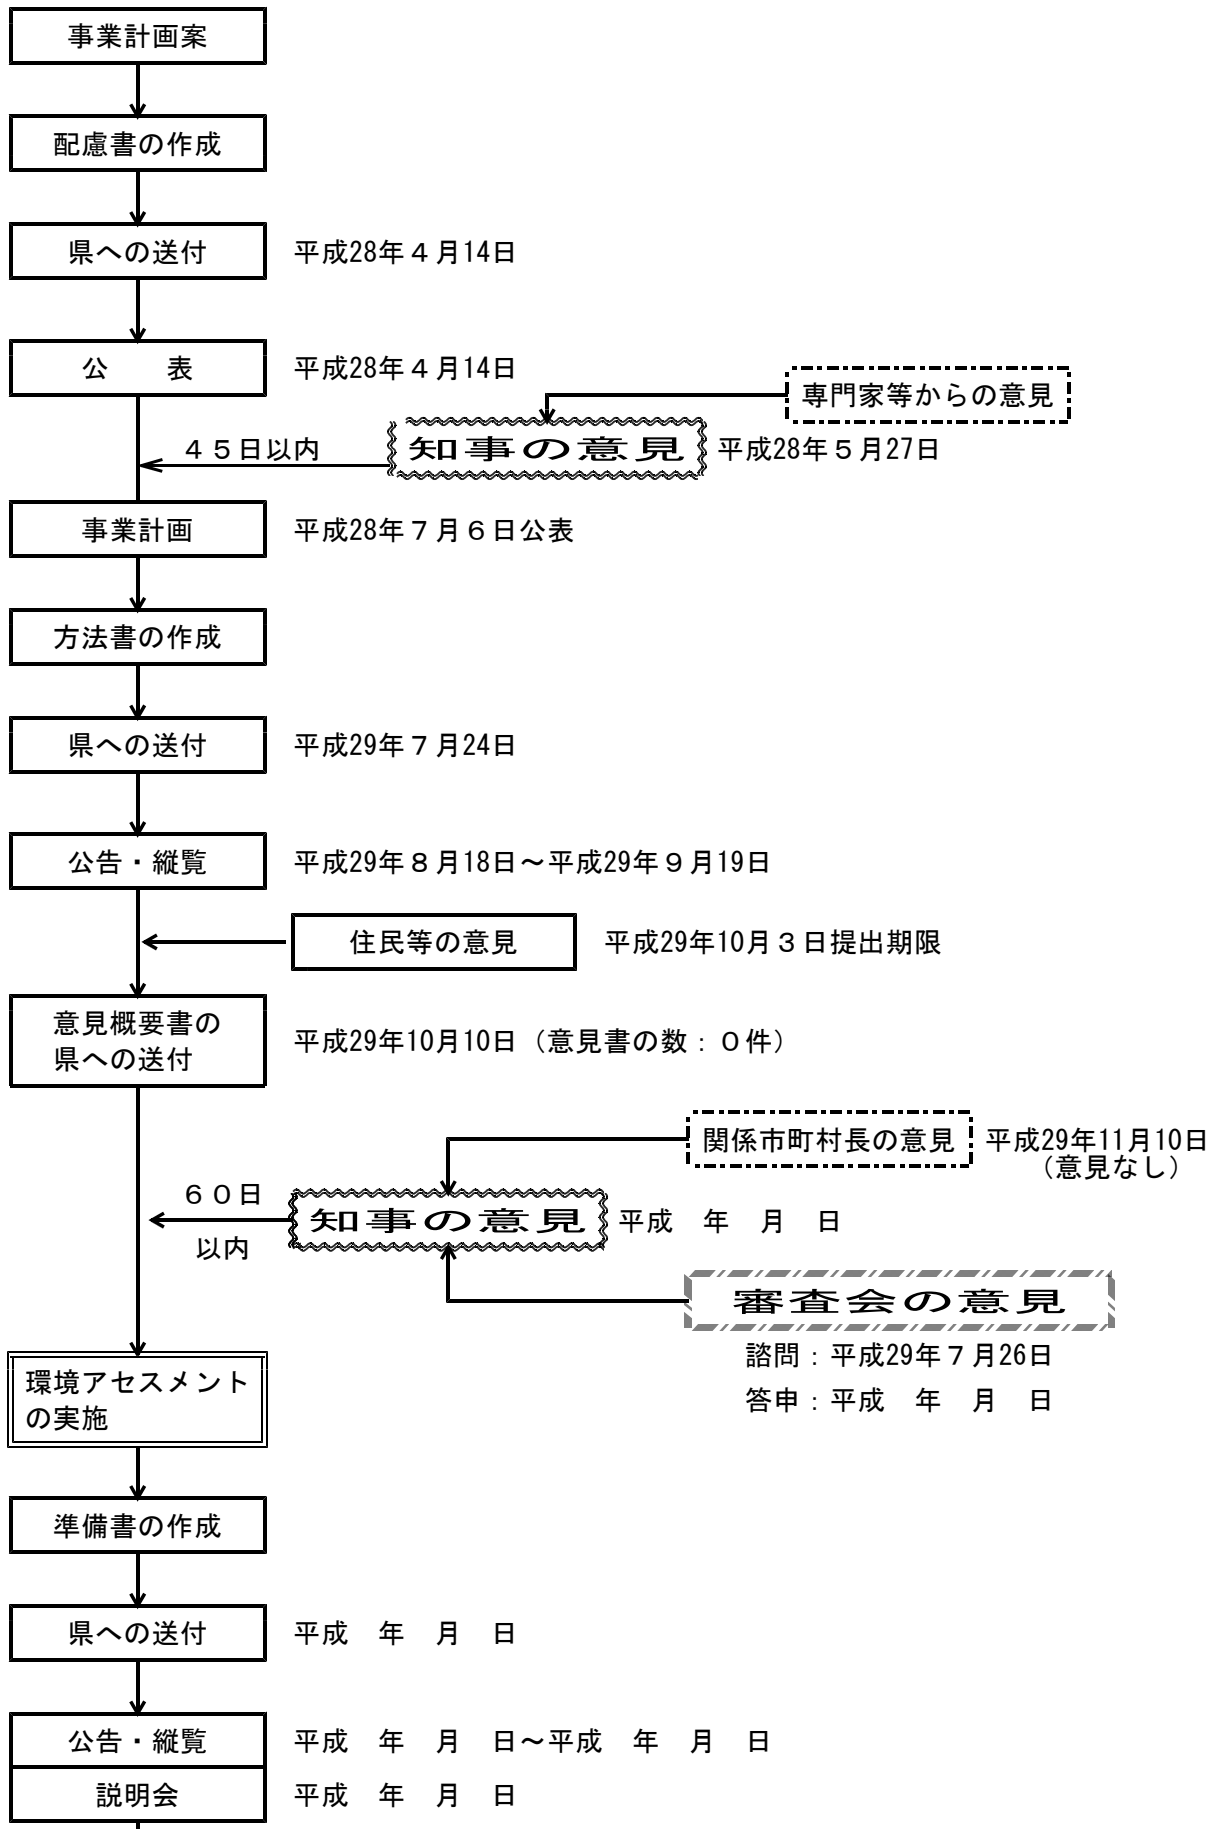 事業計画案
配慮書の作成
県への送付　平成28年４月14日
公　　表　平成28年４月14日
専門家等からの意見
４５日以内　知事の意見　平成28年５月27日
事業計画　平成28年７月６日公表
方法書の作成
県への送付　平成29年７月24日
公告・縦覧　平成29年８月18日～平成29年９月19日
住民等の意見　平成29年10月３日提出期限
意見概要書の
県への送付
平成29年10月10日（意見書の数：０件）
関係市町村長の意見　平成29年11月10日
（意見なし）
６０日
以内
知事の意見　平成　年　月　日
審査会の意見
諮問：平成29年７月26日
答申：平成　年　月　日
環境アセスメント
の実施
準備書の作成
県への送付　平成　年　月　日
公告・縦覧　平成　年　月　日～平成　年　月　日
説明会　平成　年　月　日